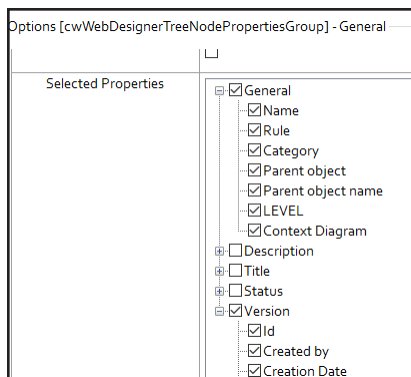 Options [cwWebDesignerTreeNodePropertiesGroup] - General
Selected Properties
General
Name
Rule
Category
Parent object
Parent object name
LEVEL
Context Diagram
Description
Title
Status
Version
Id
Created by
Creation Date